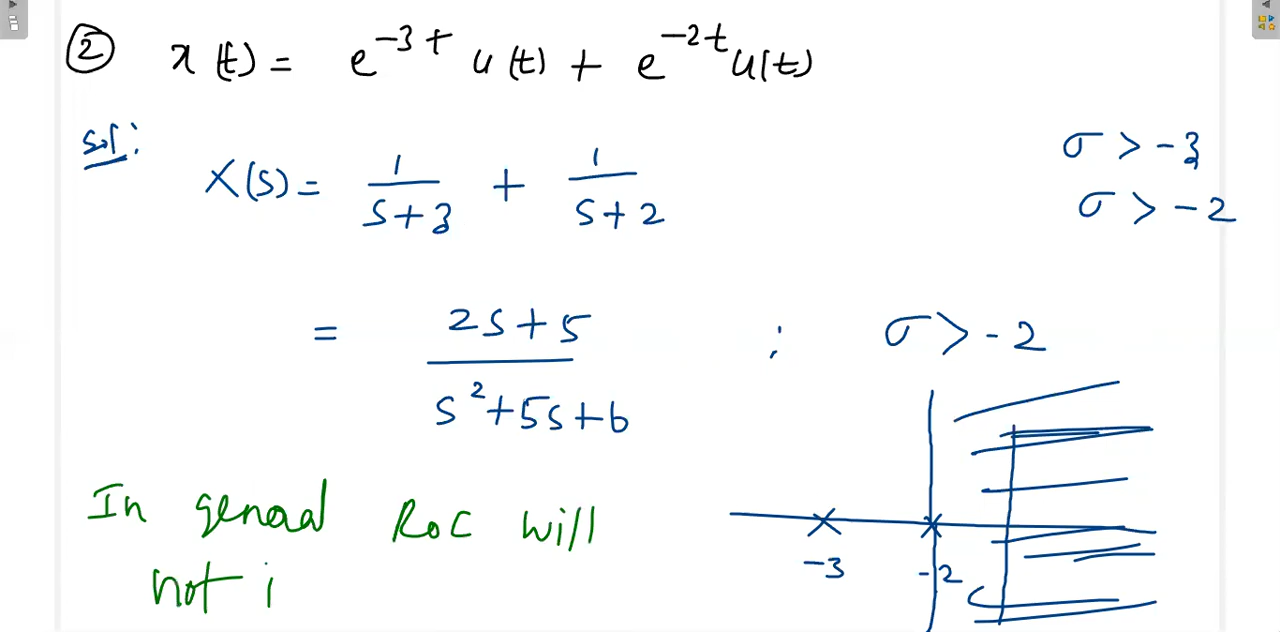 ② x(t) = e^{-3t} u(t) + e^{-2t} u(t)
Sol:
X(s) = 1/(s+3) + 1/(s+2)
σ > -3
σ > -2
= (2s+5)/(s²+5s+6) ; σ > -2
In general ROC will
not i
-3 -2